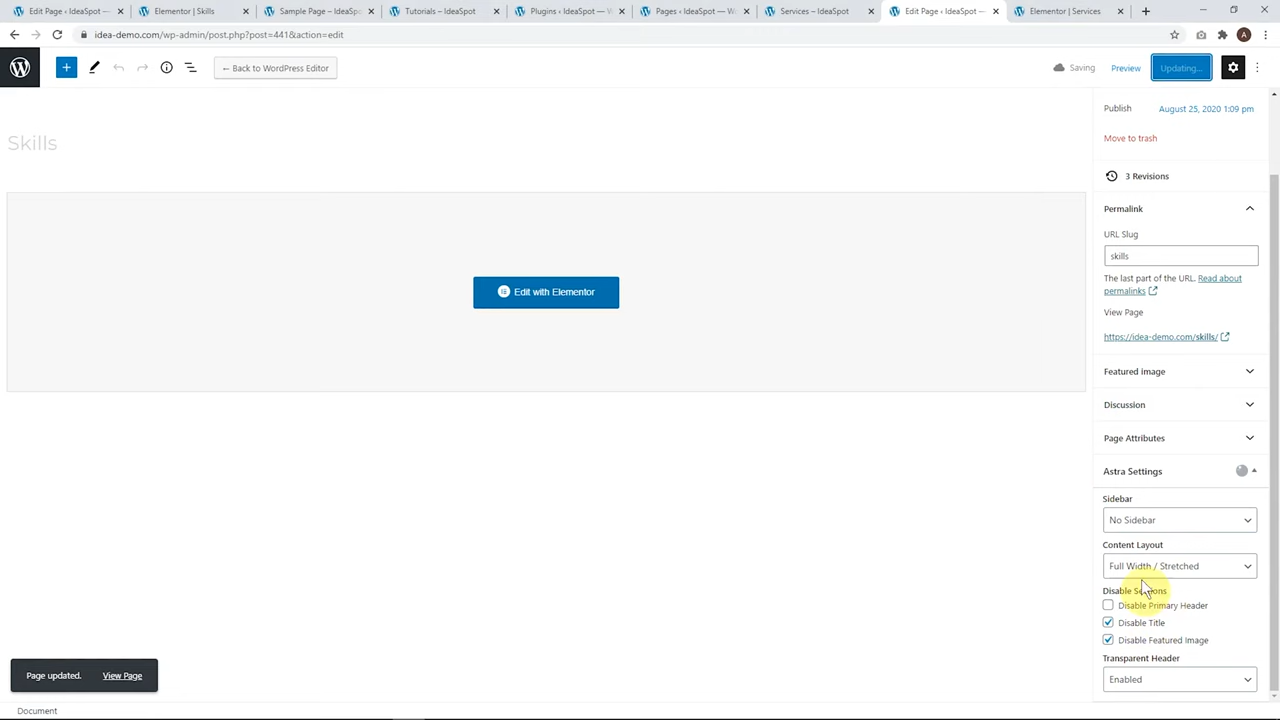 Edit Page ‹ IdeaSpot —
Elementor | Skills
Sample Page – IdeaSpo
Tutorials – IdeaSpot
Plugins ‹ IdeaSpot — W
Pages ‹ IdeaSpot — Wo
Services – IdeaSpot
Edit Page ‹ IdeaSpot —
Elementor | Services
idea-demo.com/wp-admin/post.php?post=441&action=edit
A
← Back to WordPress Editor
Saving
Preview
Updating...
Publish
August 25, 2020 1:09 pm
Move to trash
Skills
3 Revisions
Permalink
URL Slug
skills
The last part of the URL. Read about
permalinks
View Page
https://idea-demo.com/skills/
Edit with Elementor
Featured image
Discussion
Page Attributes
Astra Settings
Sidebar
No Sidebar
Content Layout
Full Width / Stretched
Disable Sections
Disable Primary Header
Disable Title
Disable Featured Image
Transparent Header
Enabled
Page updated. View Page
Document